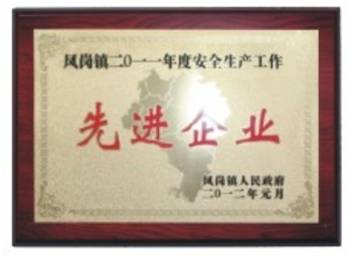 凤岗镇二〇一一年度安全生产工作
先进企业
凤岗镇人民政府
二〇一二年元月